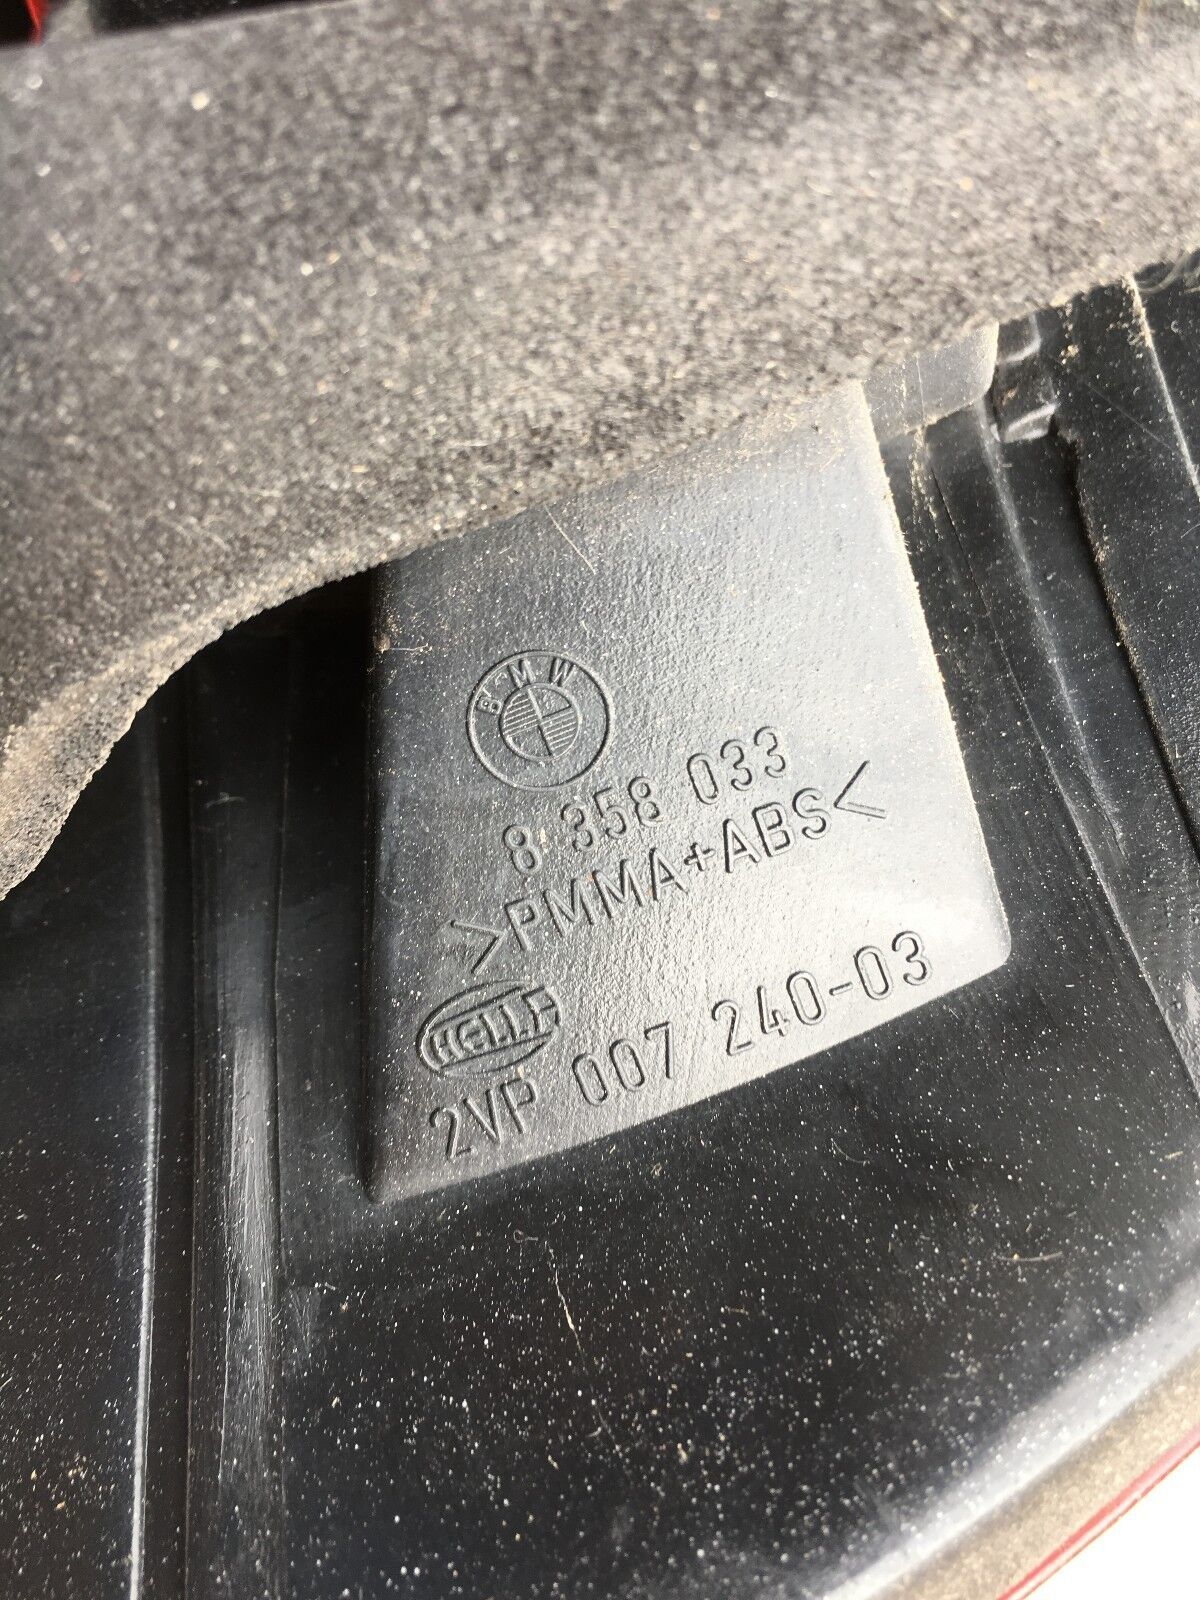 BMW
8 358 033
>PMMA+ABS<
HELLA
2VP 007 240-03